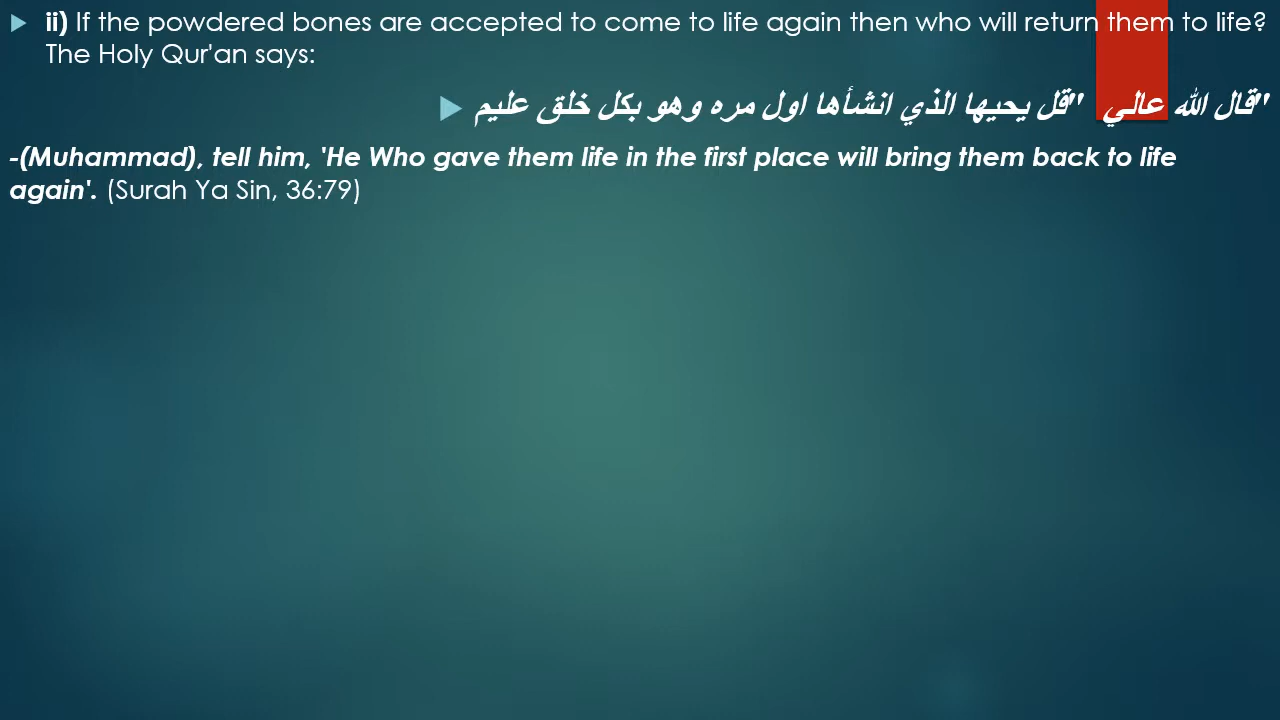 ii) If the powdered bones are accepted to come to life again then who will return them to life?
The Holy Qur'an says:
"قال الله عالي "قل يحييها الذي انشأها اول مره وهو بكل خلق عليم
-(Muhammad), tell him, 'He Who gave them life in the first place will bring them back to life
again'. (Surah Ya Sin, 36:79)